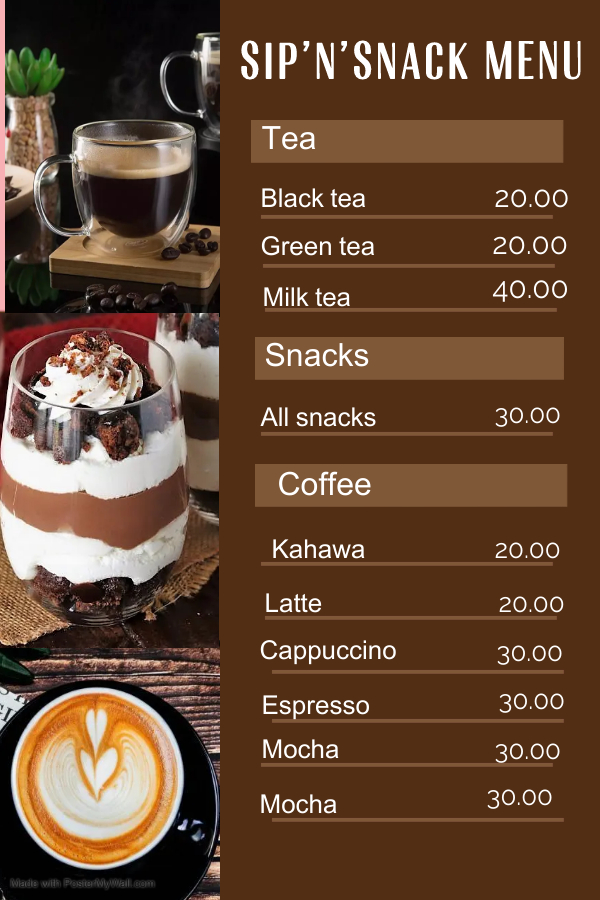 SIP'N'SNACK MENU
Tea
Black tea 20.00
Green tea 20.00
Milk tea 40.00
Snacks
All snacks 30.00
Coffee
Kahawa 20.00
Latte 20.00
Cappuccino 30.00
Espresso 30.00
Mocha 30.00
Mocha 30.00
Made with PosterMyWall.com